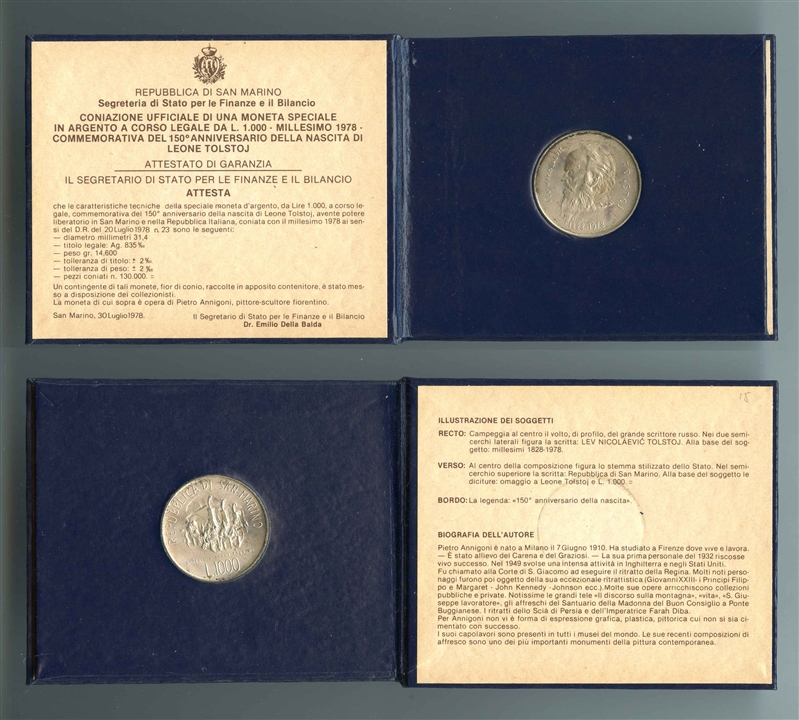 REPUBBLICA DI SAN MARINO
Segreteria di Stato per le Finanze e il Bilancio
CONIAZIONE UFFICIALE DI UNA MONETA SPECIALE
IN ARGENTO A CORSO LEGALE DA L. 1.000 - MILLESIMO 1978 -
COMMEMORATIVA DEL 150° ANNIVERSARIO DELLA NASCITA DI
LEONE TOLSTOJ
ATTESTATO DI GARANZIA
IL SEGRETARIO DI STATO PER LE FINANZE E IL BILANCIO
ATTESTA
che le caratteristiche tecniche della speciale moneta d'argento, da Lire 1.000, a corso le-
gale, commemorativa del 150° anniversario della nascita di Leone Tolstoj, avente potere
liberatorio in San Marino e nella Repubblica Italiana, coniata con il millesimo 1978 ai sen-
si del D.R. del 20 Luglio 1978 n. 23 sono le seguenti:
— diametro millimetri 31,4
— titolo legale: Ag. 835 ‰
— peso gr. 14,600
— tolleranza di titolo: ± 2 ‰
— tolleranza di peso: ± 2 ‰
— pezzi coniati n. 130.000. =
Un contingente di tali monete, fior di conio, raccolte in apposito contenitore, è stato mes-
so a disposizione dei collezionisti.
La moneta di cui sopra è opera di Pietro Annigoni, pittore-scultore fiorentino.
San Marino, 30 Luglio 1978. Il Segretario di Stato per le Finanze e il Bilancio
Dr. Emilio Della Balda
1828-1978
REPUBBLICA DI SAN MARINO
L. 1000
15
ILLUSTRAZIONE DEI SOGGETTI
RECTO: Campeggia al centro il volto, di profilo, del grande scrittore russo. Nei due semi-
cerchi laterali figura la scritta: LEV NICOLAEVIČ TOLSTOJ. Alla base del sog-
getto: millesimi 1828-1978.
VERSO: Al centro della composizione figura lo stemma stilizzato dello Stato. Nel semi-
cerchio superiore la scritta: Repubblica di San Marino. Alla base del soggetto le
diciture: omaggio a Leone Tolstoj e L. 1.000. =
BORDO: La legenda: «150° anniversario della nascita».
BIOGRAFIA DELL'AUTORE
Pietro Annigoni è nato a Milano il 7 Giugno 1910. Ha studiato a Firenze dove vive e lavora.
— È stato allievo del Carena e del Graziosi. — La sua prima personale del 1932 riscosse
vivo successo. Nel 1949 svolse una intensa attività in Inghilterra e negli Stati Uniti.
Fu chiamato alla Corte di S. Giacomo ad eseguire il ritratto della Regina. Molti noti perso-
naggi furono poi oggetto della sua eccezionale ritrattistica (Giovanni XXIII- i Principi Filip-
po e Margaret - John Kennedy -Johnson ecc.) Molte sue opere arricchiscono collezioni
pubbliche e private. Notissime le grandi tele «Il discorso sulla montagna», «vita», «S. Giu-
seppe lavoratore», gli affreschi del Santuario della Madonna del Buon Consiglio a Ponte
Buggianese. I ritratti dello Scià di Persia e dell'Imperatrice Farah Diba.
Per Annigoni non vi è forma di espressione grafica, plastica, pittorica cui non si sia ci-
mentato con successo.
I suoi capolavori sono presenti in tutti i musei del mondo. Le sue recenti composizioni di
affresco sono uno dei più importanti monumenti della pittura contemporanea.